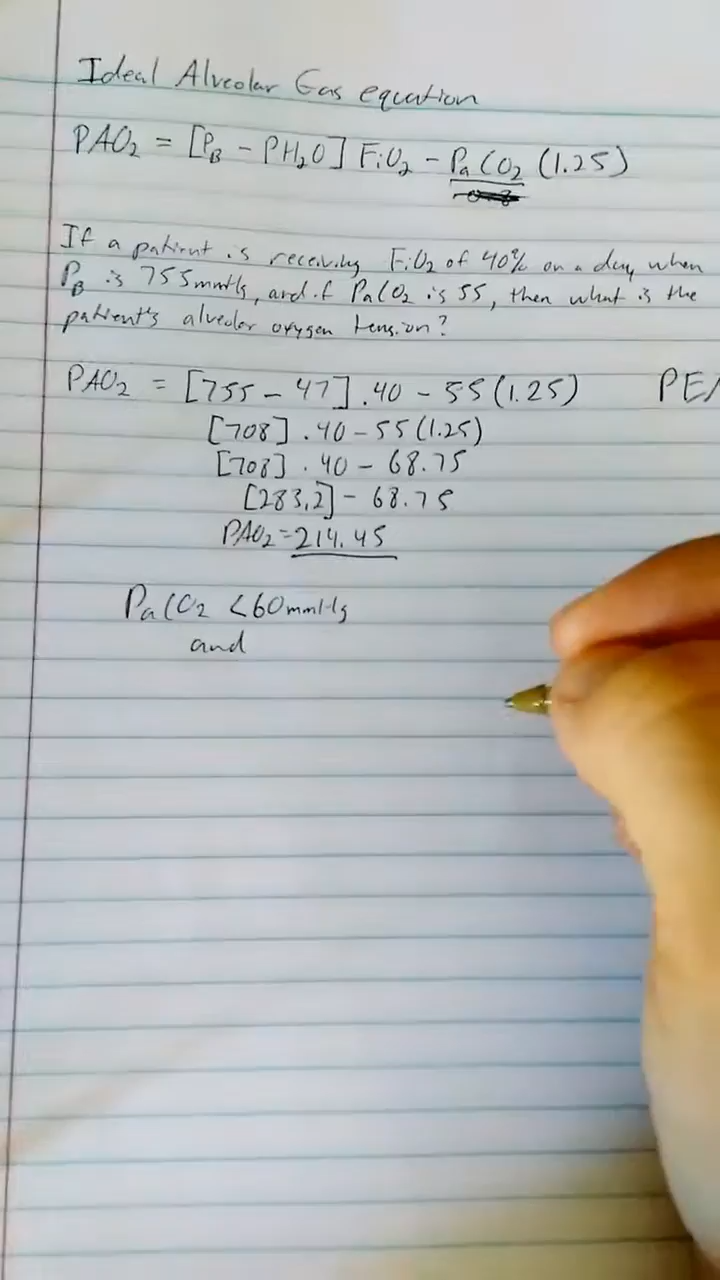 Ideal Alveolar Gas equation
PAO₂ = [P_B - PH₂O] FiO₂ - PaCO₂ (1.25)
If a patient is receiving FiO₂ of 40% on a day when
P_B is 755mmHg, and if PaCO₂ is 55, then what is the
patient's alveolar oxygen tension?
PAO₂ = [755 - 47] .40 - 55 (1.25)
PE
[708] .40 - 55 (1.25)
[708] .40 - 68.75
[283.2] - 68.75
PAO₂ = 214.45
PaCO₂ <60mmHg
and